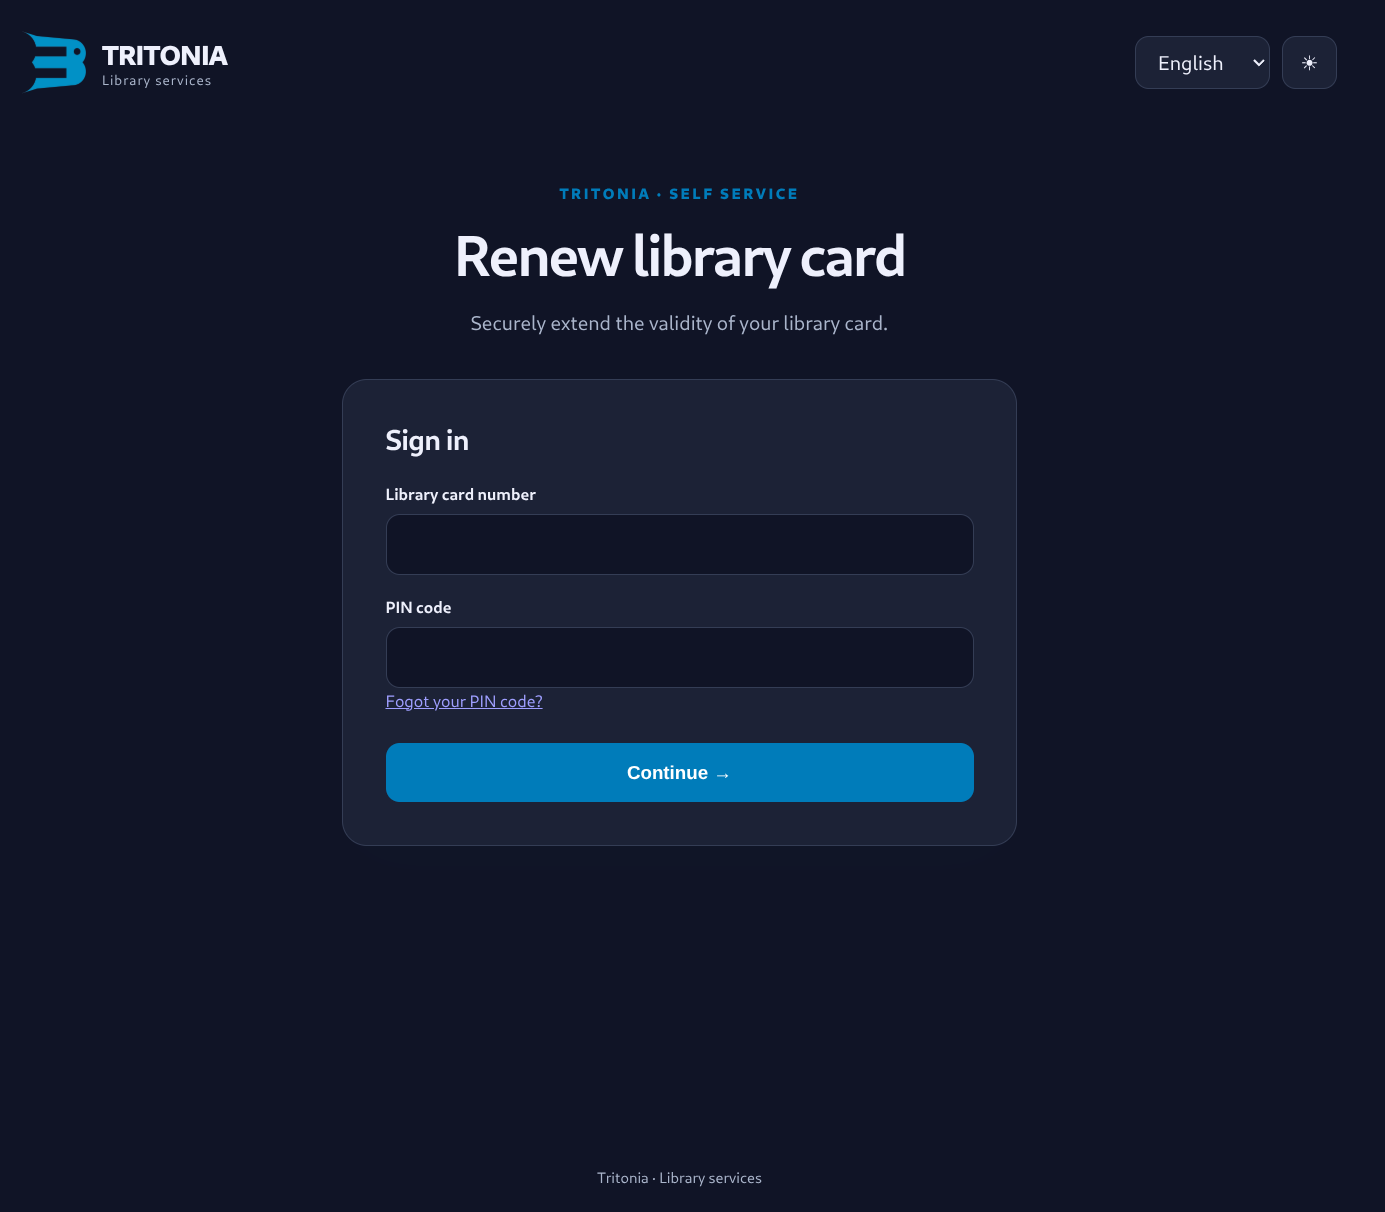 TRITONIA
Library services
English
TRITONIA · SELF SERVICE
Renew library card
Securely extend the validity of your library card.
Sign in
Library card number
PIN code
Fogot your PIN code?
Continue →
Tritonia · Library services